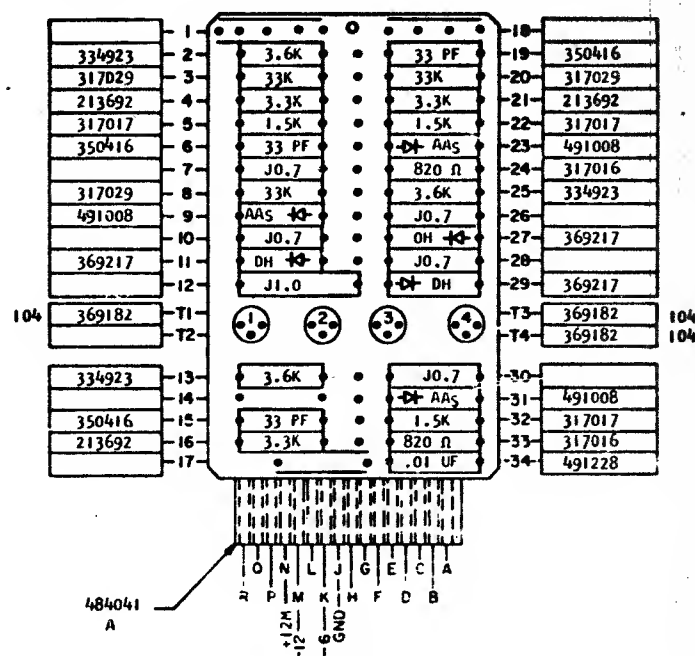 1 18
334923 2 3.6K 33 PF 19 350416
317029 3 33K 33K 20 317029
213692 4 3.3K 3.3K 21 213692
317017 5 1.5K 1.5K 22 317017
350416 6 33 PF AAS 23 491008
7 J0.7 820 Ω 24 317016
317029 8 33K 3.6K 25 334923
491008 9 AAS J0.7 26
10 J0.7 OH 27 369217
369217 11 DH J0.7 28
12 J1.0 DH 29 369217
104 369182 T1 1 2 3 4 T3 369182 104
T2 T4 369182 104
334923 13 3.6K J0.7 30
14 AAS 31 491008
350416 15 33 PF 1.5K 32 317017
213692 16 3.3K 820 Ω 33 317016
17 .01 UF 34 491228
R Q P N M L K J H G F E D C B A
+12M -12 -6 GND
484041
A